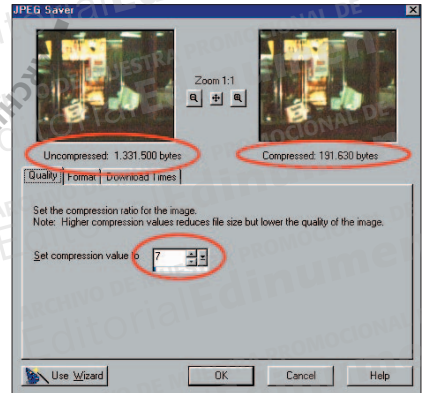 JPEG Saver
Zoom 1:1
Uncompressed: 1.331.500 bytes
Compressed: 191.630 bytes
Quality
Format
Download Times
Set the compression ratio for the image.
Note: Higher compression values reduces file size but lower the quality of the image.
Set compression value to 7
Use Wizard
OK
Cancel
Help
EditorialEdinumen